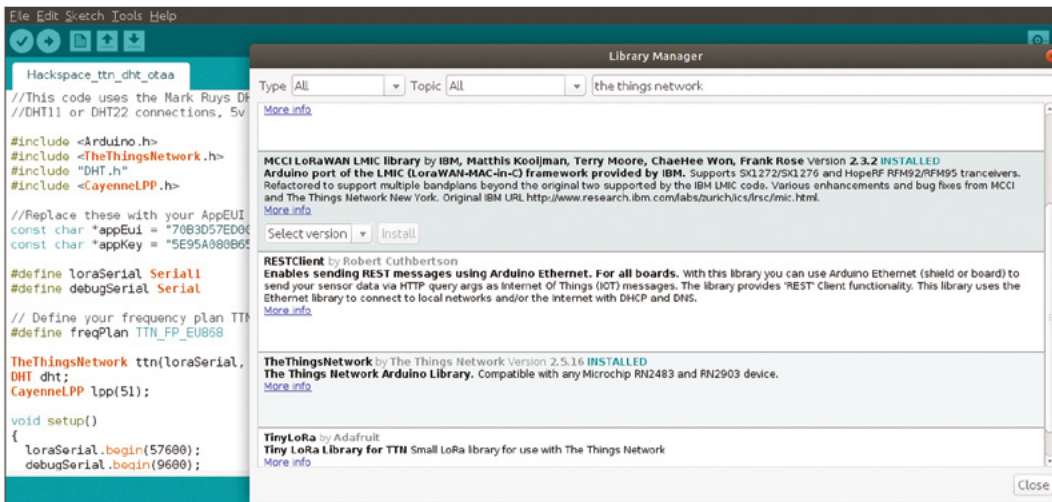 File Edit Sketch Tools Help
Hackspace_ttn_dht_otaa
//This code uses the Mark Ruys DH
//DHT11 or DHT22 connections, 5v
#include <Arduino.h>
#include <TheThingsNetwork.h>
#include "DHT.h"
#include <CayenneLPP.h>
//Replace these with your AppEUI
const char *appEui = "70B3D57ED00
const char *appKey = "5E95A080B65
#define loraSerial Serial1
#define debugSerial Serial
// Define your frequency plan TTN
#define freqPlan TTN_FP_EU868
TheThingsNetwork ttn(loraSerial,
DHT dht;
CayenneLPP lpp(51);
void setup()
{
loraSerial.begin(57600);
debugSerial.begin(9600);
Library Manager
Type All Topic All the things network
More info
MCCI LoRaWAN LMIC library by IBM, Matthis Kooijman, Terry Moore, ChaeHee Won, Frank Rose Version 2.3.2 INSTALLED
Arduino port of the LMIC (LoraWAN-MAC-in-C) framework provided by IBM. Supports SX1272/SX1276 and HopeRF RFM92/RFM95 tranceivers.
Refactored to support multiple bandplans beyond the original two supported by the IBM LMIC code. Various enhancements and bug fixes from MCCI
and The Things Network New York. Original IBM URL http://www.research.ibm.com/labs/zurich/ics/lrsc/lmic.html.
More info
Select version Install
RESTClient by Robert Cuthbertson
Enables sending REST messages using Arduino Ethernet. For all boards. With this library you can use Arduino Ethernet (shield or board) to
send your sensor data via HTTP query args as Internet Of Things (IOT) messages. The library provides 'REST' Client functionality. This library uses the
Ethernet library to connect to local networks and/or the Internet with DHCP and DNS.
More info
TheThingsNetwork by The Things Network Version 2.5.16 INSTALLED
The Things Network Arduino Library. Compatible with any Microchip RN2483 and RN2903 device.
More info
TinyLoRa by Adafruit
Tiny LoRa Library for TTN Small LoRa library for use with The Things Network
More info
Close